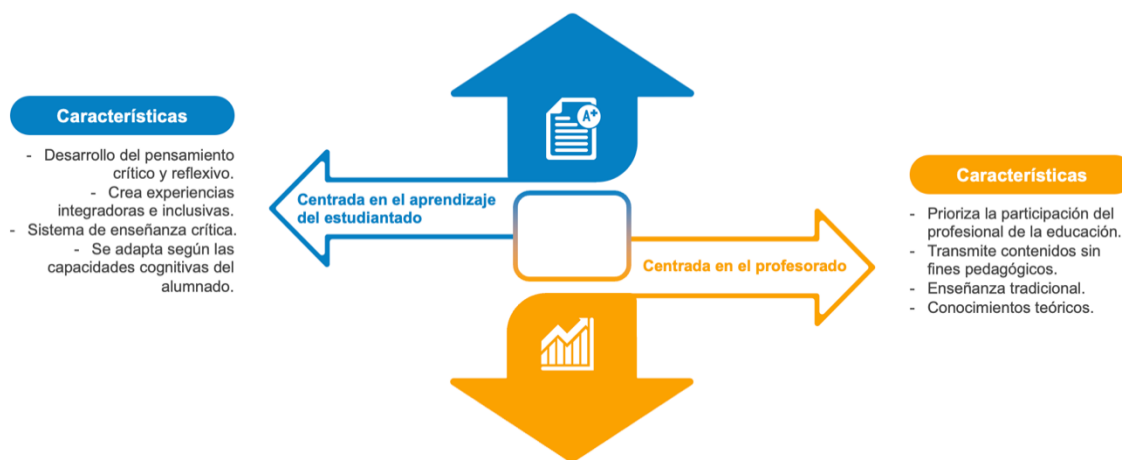 A+
Características
- Desarrollo del pensamiento
crítico y reflexivo.
- Crea experiencias
integradoras e inclusivas.
- Sistema de enseñanza crítica.
- Se adapta según las
capacidades cognitivas del
alumnado.
Centrada en el aprendizaje
del estudiantado
Centrada en el profesorado
Características
- Prioriza la participación del
profesional de la educación.
- Transmite contenidos sin
fines pedagógicos.
- Enseñanza tradicional.
- Conocimientos teóricos.